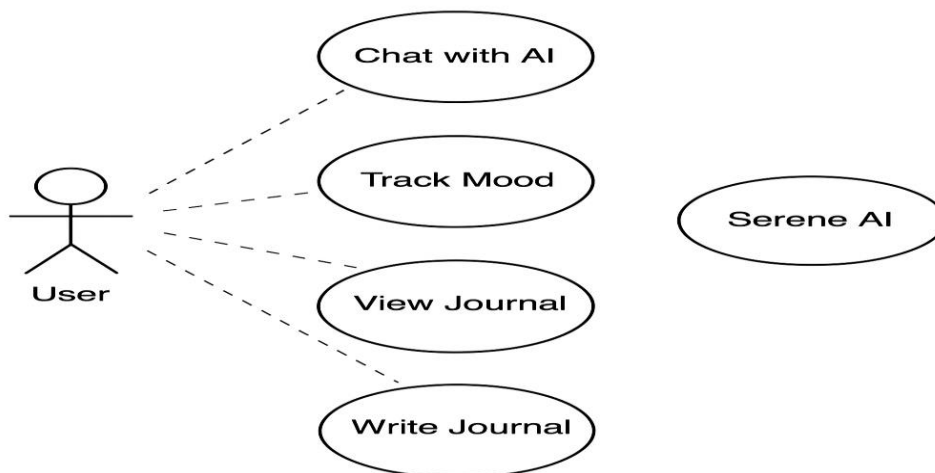 Chat with AI
Track Mood
Serene AI
User
View Journal
Write Journal